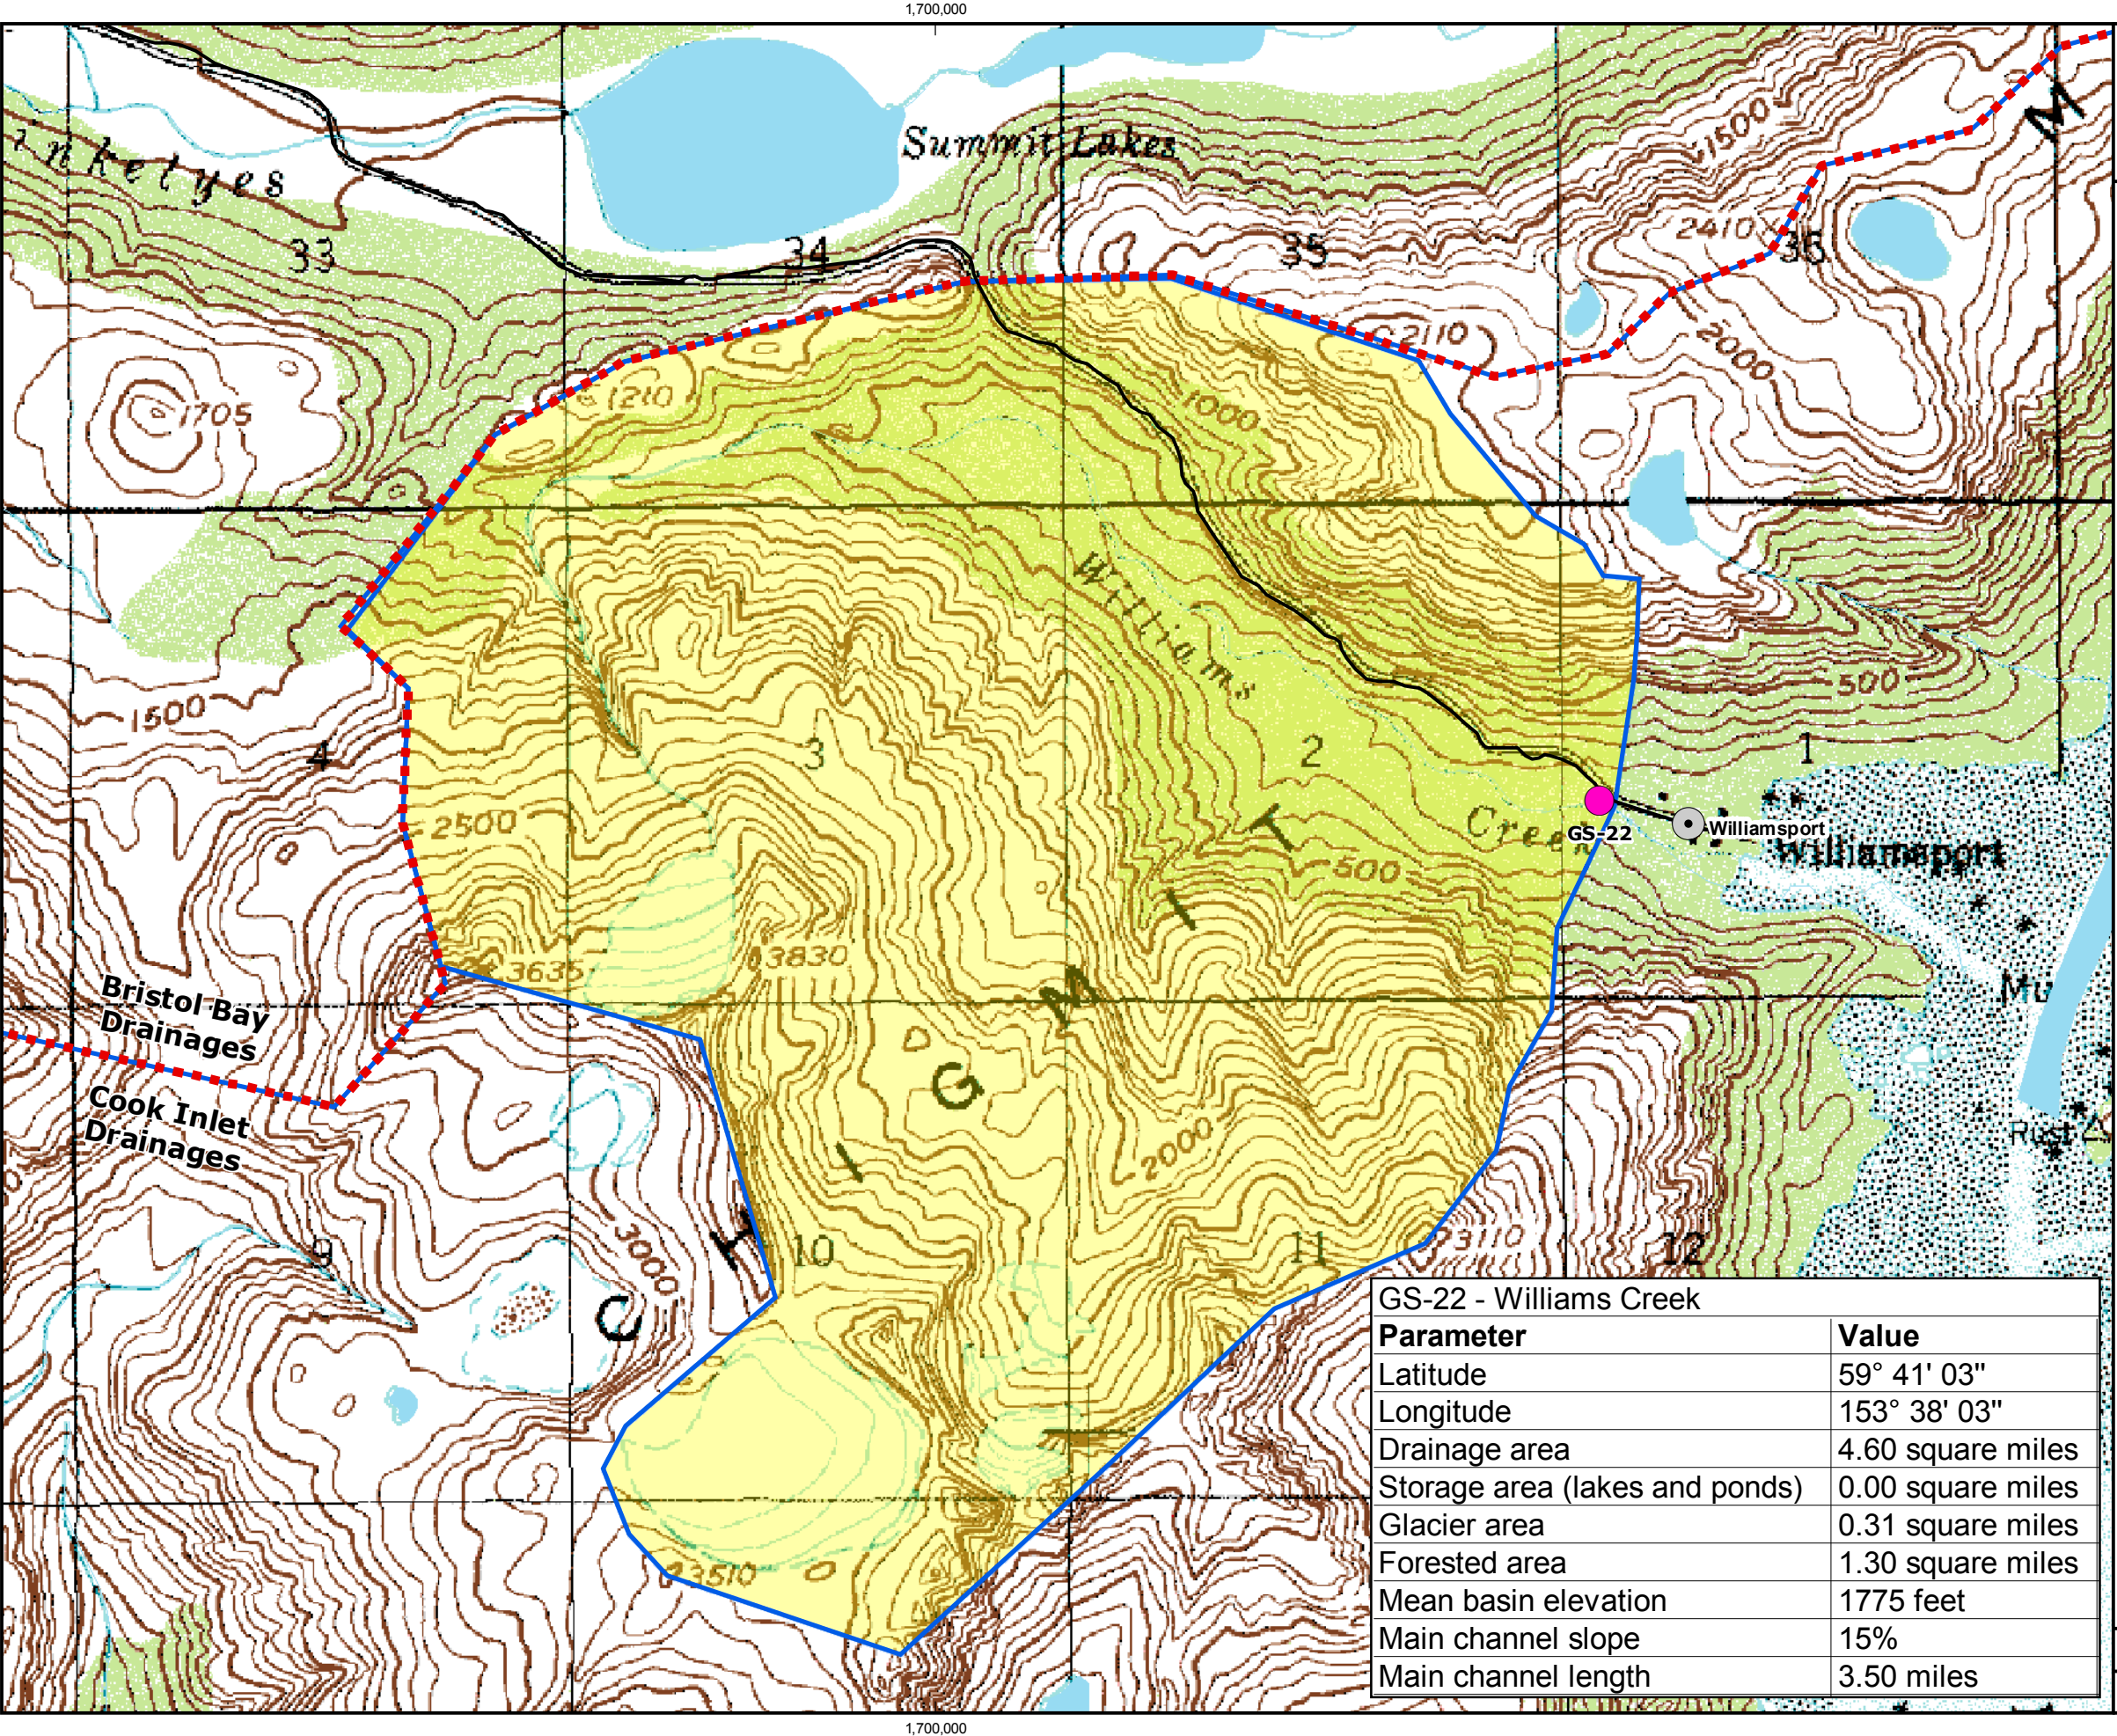 1,700,000
Summit Lakes
1500
M
inketyes
33
34
35
2410
36
2110
2000
1210
1705
1000
Williams
1500
500
4
3
2
1
T
2500
Creek
GS-22
Williamsport
Williamsport
500
I
3635
3830
M
Mu
Bristol Bay
Drainages
G
Cook Inlet
Drainages
2000
I
3000
H
9
10
11
12
C
3510
GS-22 - Williams Creek
Parameter Value
Latitude 59° 41' 03"
Longitude 153° 38' 03"
Drainage area 4.60 square miles
Storage area (lakes and ponds) 0.00 square miles
Glacier area 0.31 square miles
Forested area 1.30 square miles
Mean basin elevation 1775 feet
Main channel slope 15%
Main channel length 3.50 miles
1,700,000